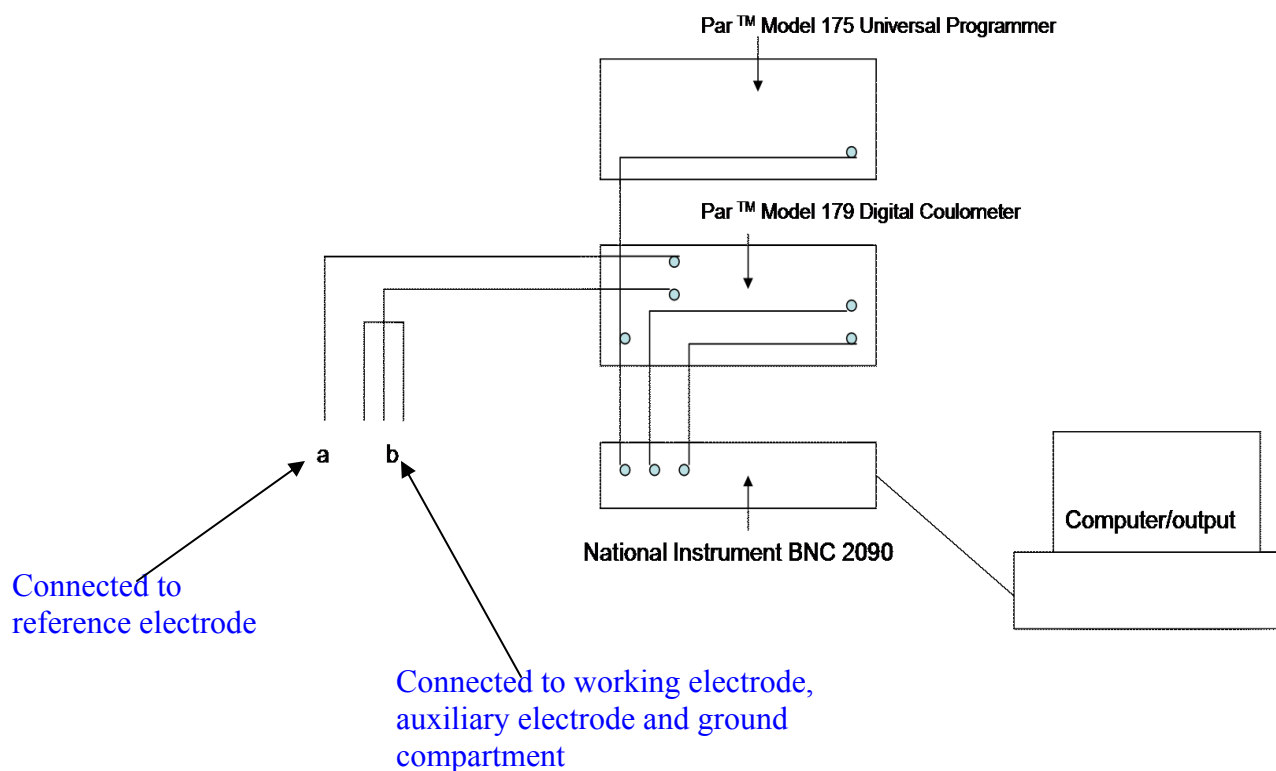 Par ™ Model 175 Universal Programmer
Par ™ Model 179 Digital Coulometer
a
b
Computer/output
National Instrument BNC 2090
Connected to
reference electrode
Connected to working electrode,
auxiliary electrode and ground
compartment